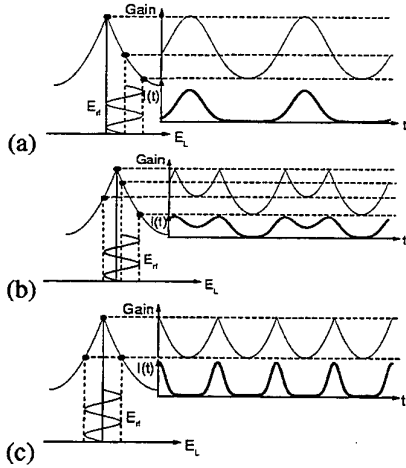 Gain
I(t)
E_rf
E_L
t
(a)
Gain
I(t)
E_rf
E_L
t
(b)
Gain
I(t)
E_rf
E_L
t
(c)